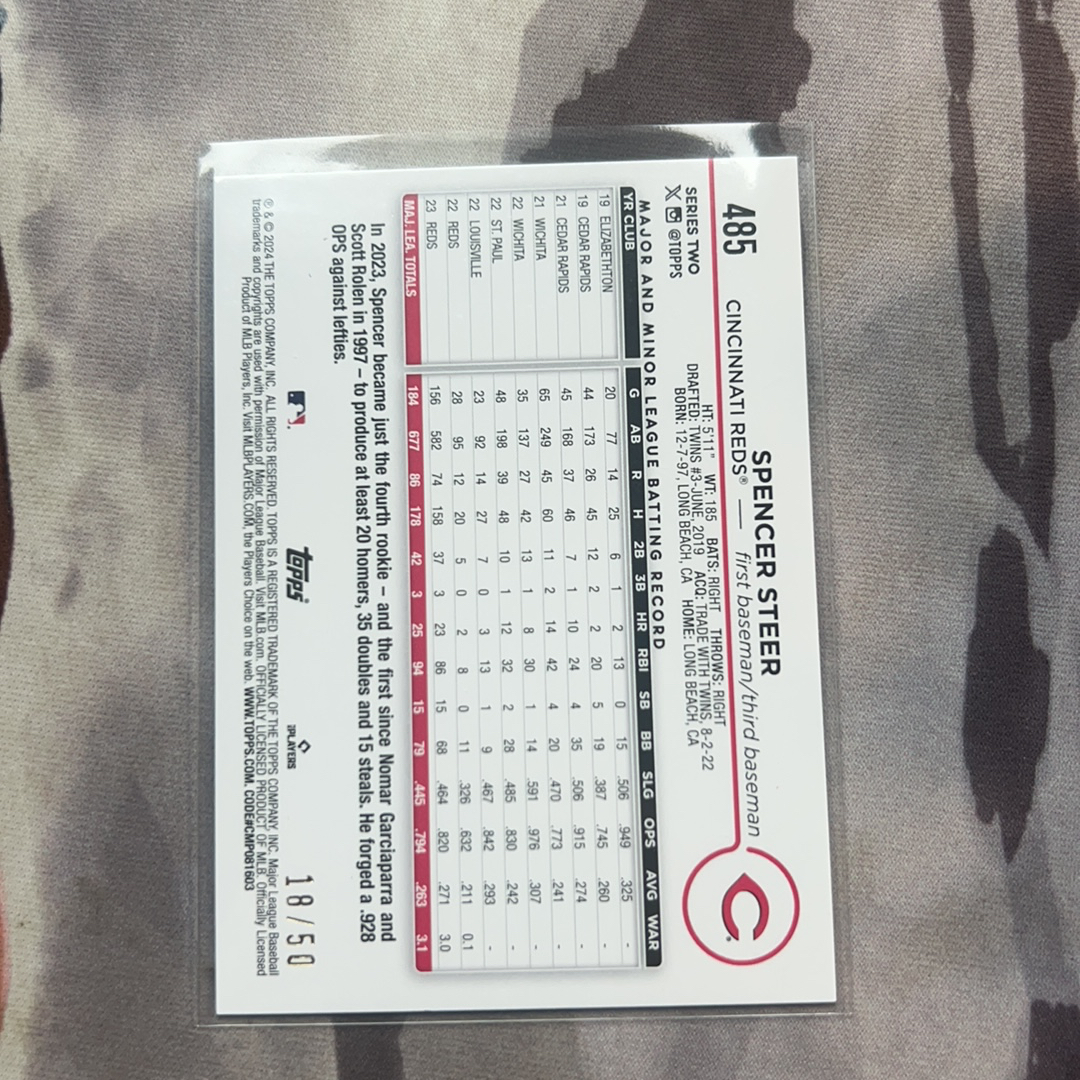 485
SPENCER STEER
CINCINNATI REDS® — first baseman/third baseman
C
SERIES TWO
X @TOPPS
HT: 5'11" WT: 185 BATS: RIGHT THROWS: RIGHT
DRAFTED: TWINS #3-JUNE, 2019 ACQ: TRADE WITH TWINS, 8-2-22
BORN: 12-7-97, LONG BEACH, CA HOME: LONG BEACH, CA
MAJOR AND MINOR LEAGUE BATTING RECORD
YR CLUB G AB R H 2B 3B HR RBI SB BB SLG OPS AVG WAR
19 ELIZABETHTON 20 77 14 25 6 1 2 13 0 15 .506 .949 .325 -
19 CEDAR RAPIDS 44 173 26 45 12 2 2 20 5 19 .387 .745 .260 -
21 CEDAR RAPIDS 45 168 37 46 7 1 10 24 4 35 .506 .915 .274 -
21 WICHITA 65 249 45 60 11 2 14 42 4 20 .470 .773 .241 -
22 WICHITA 35 137 27 42 13 1 8 30 1 14 .591 .976 .307 -
22 ST. PAUL 48 198 39 48 10 1 12 32 2 28 .485 .830 .242 -
22 LOUISVILLE 23 92 14 27 7 0 3 13 1 9 .467 .842 .293 -
22 REDS 28 95 12 20 5 0 2 8 0 11 .326 .632 .211 0.1
23 REDS 156 582 74 158 37 3 23 86 15 68 .464 .820 .271 3.0
MAJ. LEA. TOTALS 184 677 86 178 42 3 25 94 15 79 .445 .794 .263 3.1
In 2023, Spencer became just the fourth rookie – and the first since Nomar Garciaparra and
Scott Rolen in 1997 – to produce at least 20 homers, 35 doubles and 15 steals. He forged a .928
OPS against lefties.
topps
PLAYERS
18/50
® & © 2024 THE TOPPS COMPANY, INC. ALL RIGHTS RESERVED. TOPPS IS A REGISTERED TRADEMARK OF THE TOPPS COMPANY, INC. Major League Baseball
trademarks and copyrights are used with permission of Major League Baseball. Visit MLB.com. OFFICIALLY LICENSED PRODUCT OF MLB. Officially Licensed
Product of MLB Players, Inc. Visit MLBPLAYERS.COM, the Players Choice on the web. WWW.TOPPS.COM. CODE#CMP081603